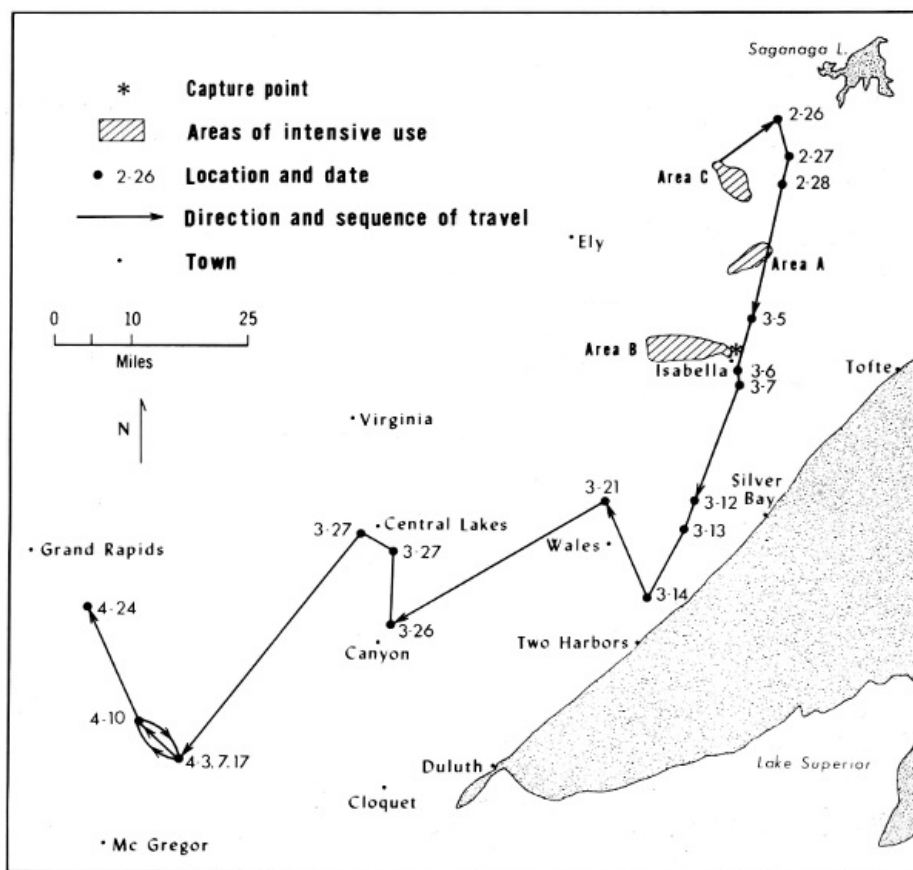 Saganaga L.
* Capture point
Areas of intensive use
2-26 Location and date
Direction and sequence of travel
Town
0 10 25
Miles
N
2-26
2-27
2-28
Area C
Ely
Area A
3-5
Area B
Isabella
3-6
3-7
Tofte
Virginia
Silver
Bay
3-12
3-13
3-21
Wales
3-14
Central Lakes
3-27
3-27
Grand Rapids
4-24
3-26
Canyon
Two Harbors
4-10
4-3,7,17
Duluth
Lake Superior
Cloquet
Mc Gregor